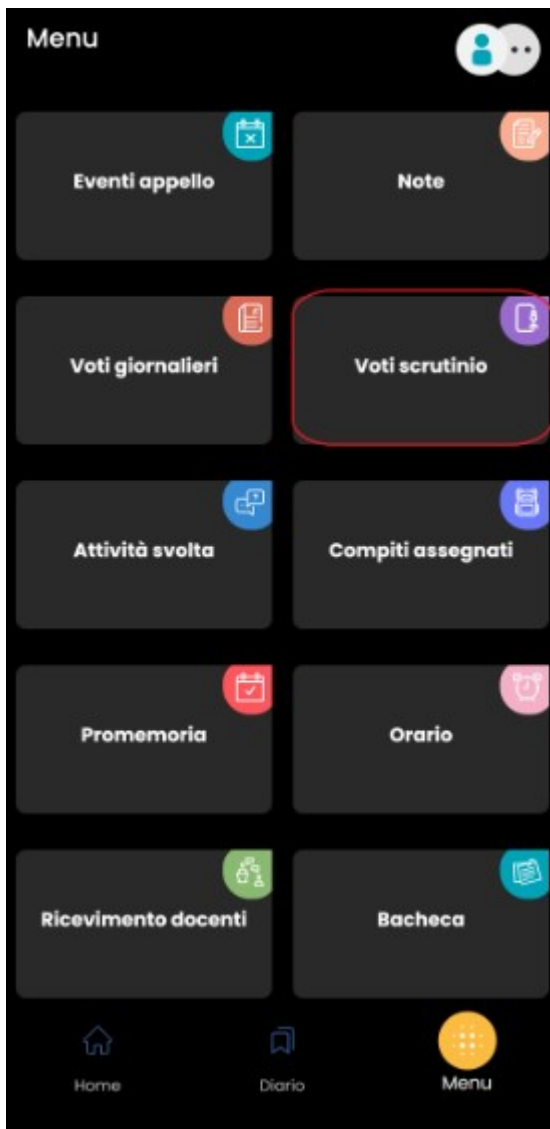 Menu
Eventi appello
Note
Voti giornalieri
Voti scrutinio
Attività svolta
Compiti assegnati
Promemoria
Orario
Ricevimento docenti
Bacheca
Home
Diario
Menu